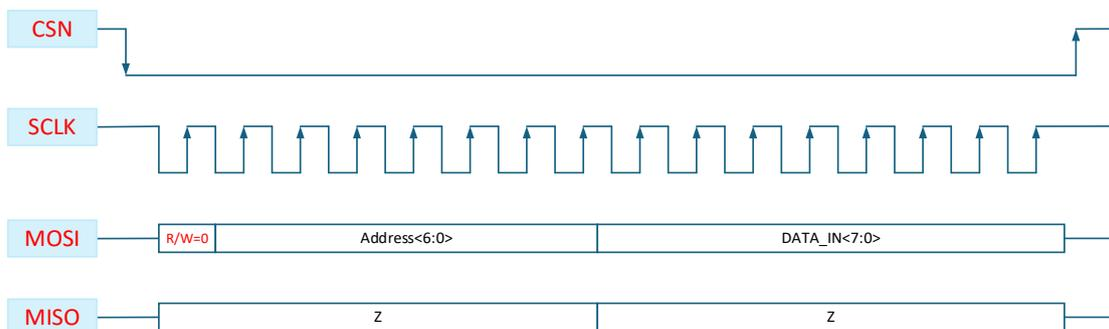 CSN
SCLK
MOSI R/W=0 Address<6:0> DATA_IN<7:0>
MISO Z Z